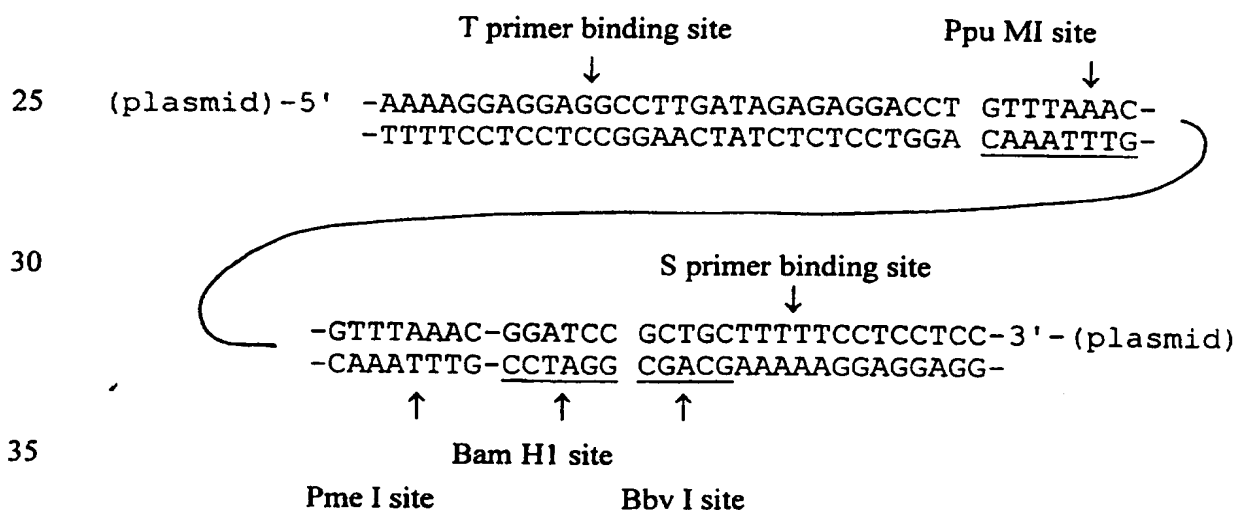 T primer binding site Ppu MI site
↓ ↓
25 (plasmid)-5' -AAAAGGAGGAGGCCTTGATAGAGAGGACCT GTTTAAAC-
-TTTTCCTCCTCCGGAACTATCTCTCCTGGA CAAATTTG-
30
S primer binding site
↓
-GTTTAAAC-GGATCC GCTGCTTTTTCCTCCTCC-3'-(plasmid)
-CAAATTTG-CCTAGG CGACGAAAAAGGAGGAGG-
↑ ↑ ↑
35 Bam H1 site
Pme I site Bbv I site